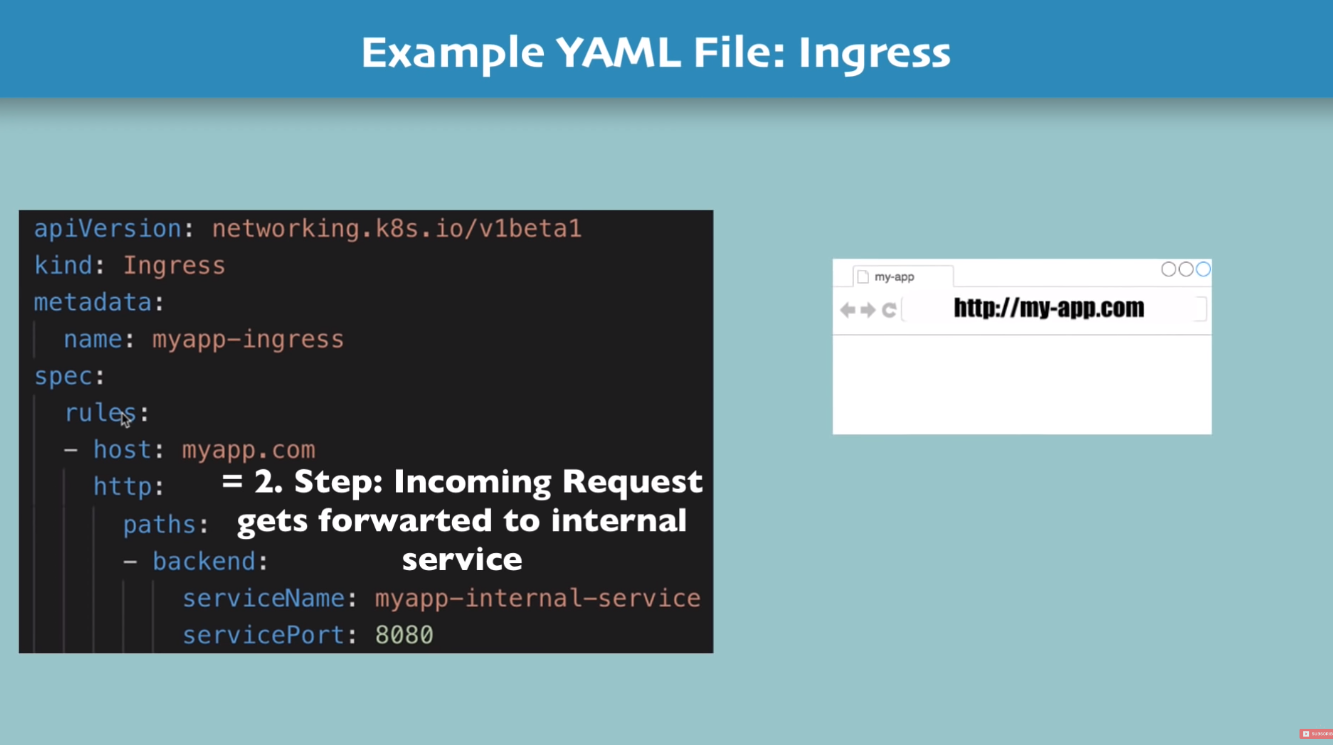 Example YAML File: Ingress
apiVersion: networking.k8s.io/v1beta1
kind: Ingress
metadata:
name: myapp-ingress
spec:
rules:
- host: myapp.com
http:
paths:
- backend:
serviceName: myapp-internal-service
servicePort: 8080
= 2. Step: Incoming Request
gets forwarted to internal
service
my-app
http://my-app.com